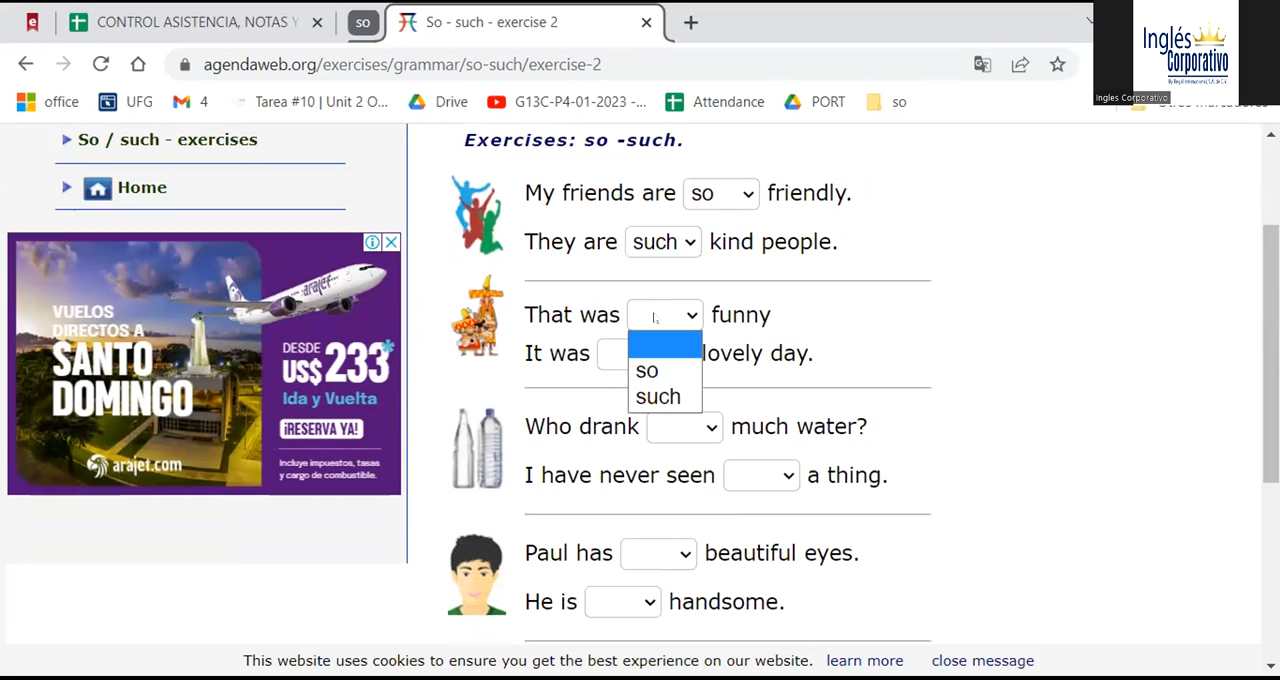 CONTROL ASISTENCIA, NOTAS Y
so
So - such - exercise 2
Inglés
Corporativo
Ingles Corporativo
agendaweb.org/exercises/grammar/so-such/exercise-2
office
UFG
4
Tarea #10 | Unit 2 O...
Drive
G13C-P4-01-2023 -...
Attendance
PORT
so
So / such - exercises
Home
Exercises: so -such.
My friends are so friendly.
They are such kind people.
That was funny
so
such
It was lovely day.
Who drank much water?
I have never seen a thing.
Paul has beautiful eyes.
He is handsome.
VUELOS
DIRECTOS A
SANTO
DOMINGO
DESDE
US$ 233*
Ida y Vuelta
¡RESERVA YA!
arajet
arajet.com
Incluye impuestos, tasas
y cargo de combustible.
This website uses cookies to ensure you get the best experience on our website. learn more close message